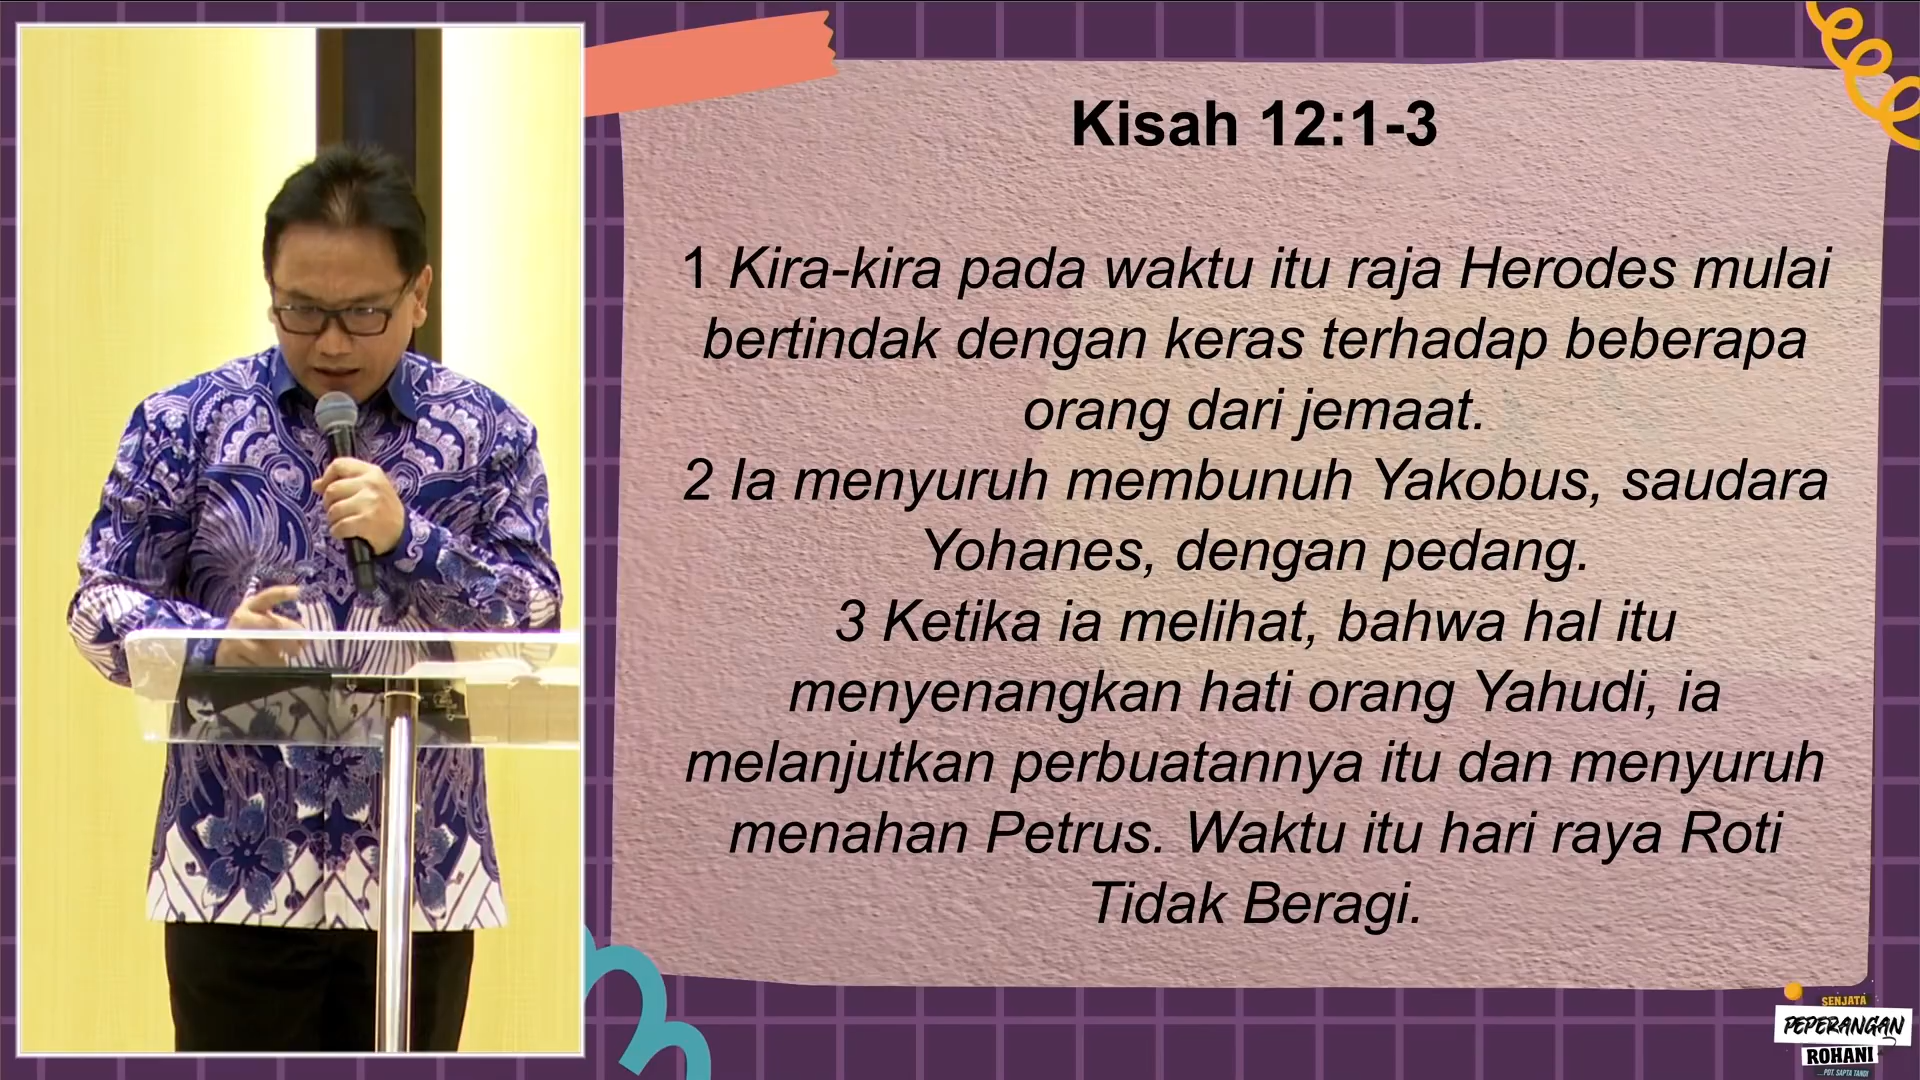 Kisah 12:1-3
1 Kira-kira pada waktu itu raja Herodes mulai
bertindak dengan keras terhadap beberapa
orang dari jemaat.
2 Ia menyuruh membunuh Yakobus, saudara
Yohanes, dengan pedang.
3 Ketika ia melihat, bahwa hal itu
menyenangkan hati orang Yahudi, ia
melanjutkan perbuatannya itu dan menyuruh
menahan Petrus. Waktu itu hari raya Roti
Tidak Beragi.
SENJATA
PEPERANGAN
ROHANI
...PDT. SAPTA TANDI